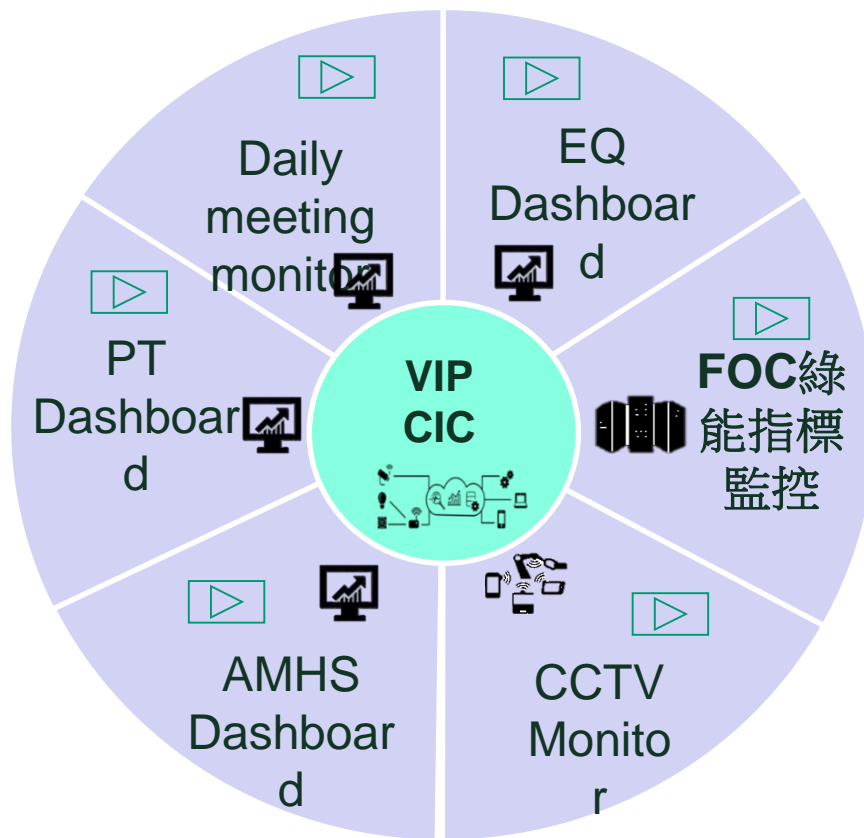 Daily
meeting
monitor
EQ
Dashboar
d
PT
Dashboar
d
VIP
CIC
FOC綠
能指標
監控
AMHS
Dashboar
d
CCTV
Monito
r